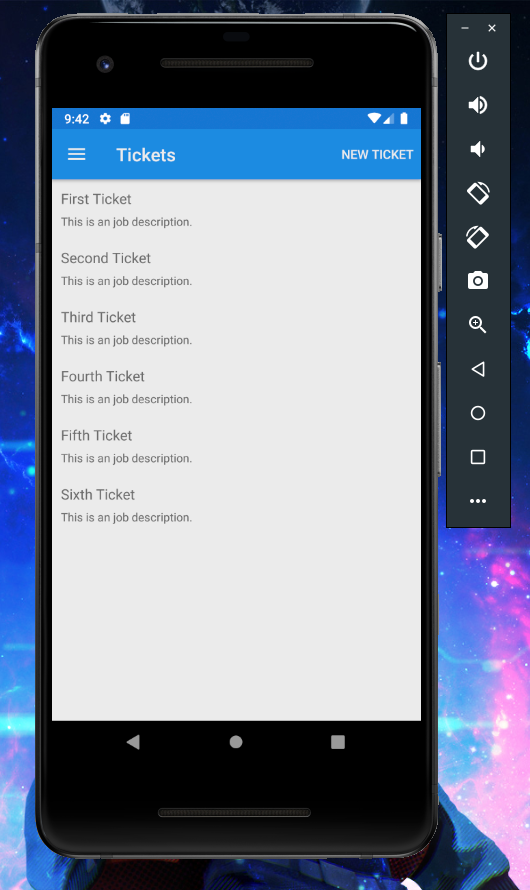 9:42
Tickets
NEW TICKET
First Ticket
This is an job description.
Second Ticket
This is an job description.
Third Ticket
This is an job description.
Fourth Ticket
This is an job description.
Fifth Ticket
This is an job description.
Sixth Ticket
This is an job description.